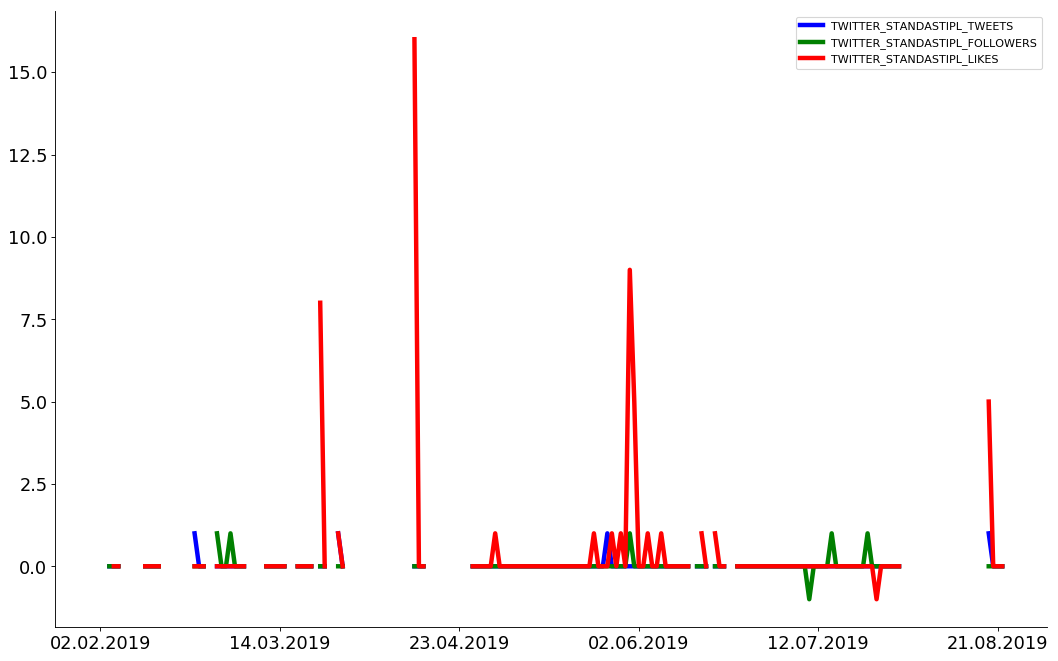 TWITTER_STANDASTIPL_TWEETS
TWITTER_STANDASTIPL_FOLLOWERS
TWITTER_STANDASTIPL_LIKES
15.0
12.5
10.0
7.5
5.0
2.5
0.0
02.02.2019 14.03.2019 23.04.2019 02.06.2019 12.07.2019 21.08.2019